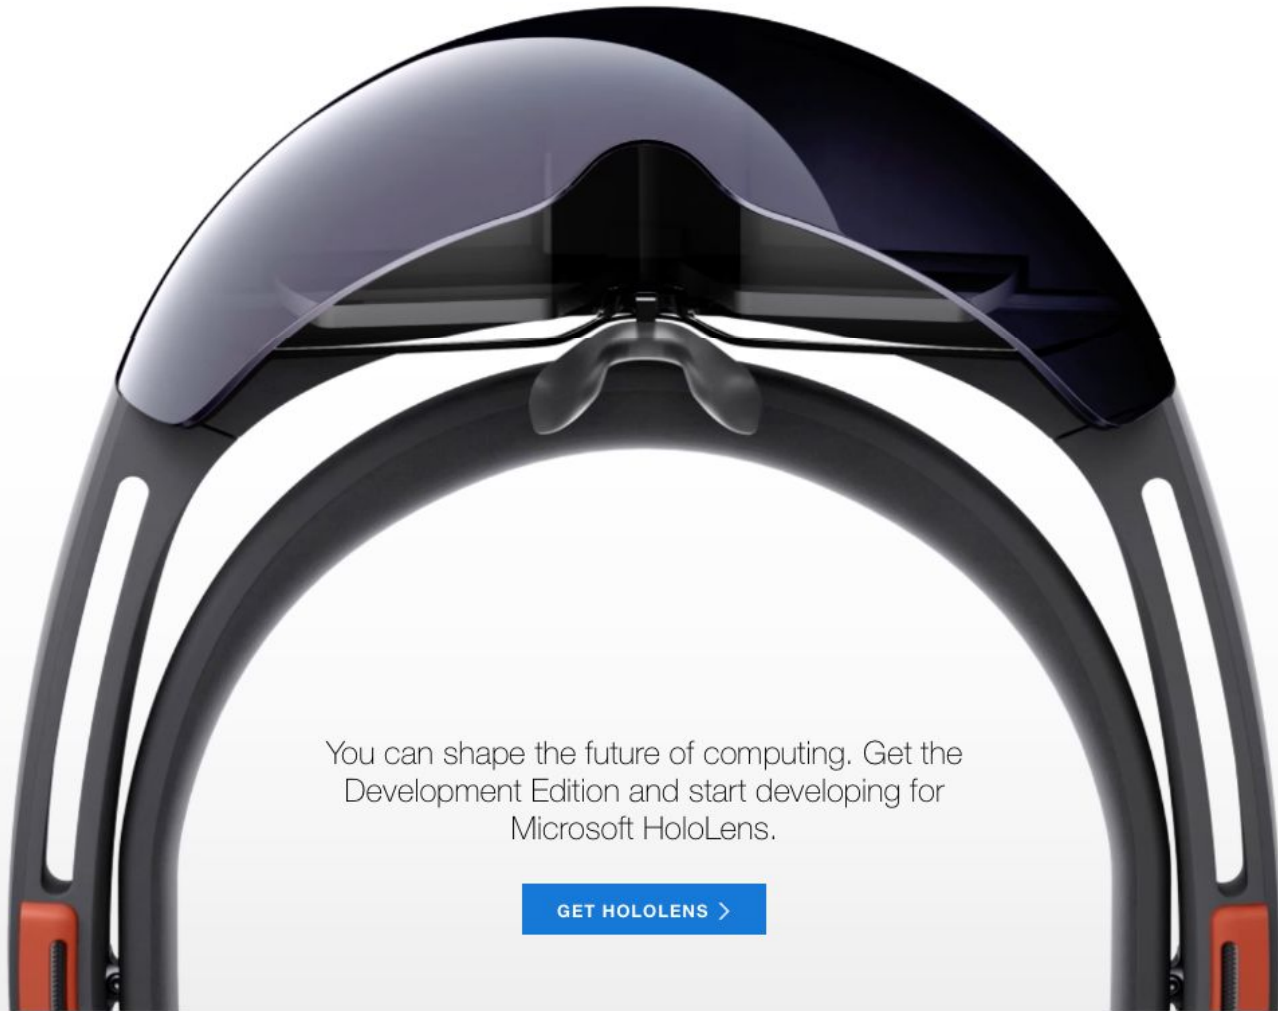 You can shape the future of computing. Get the
Development Edition and start developing for
Microsoft HoloLens.
GET HOLOLENS